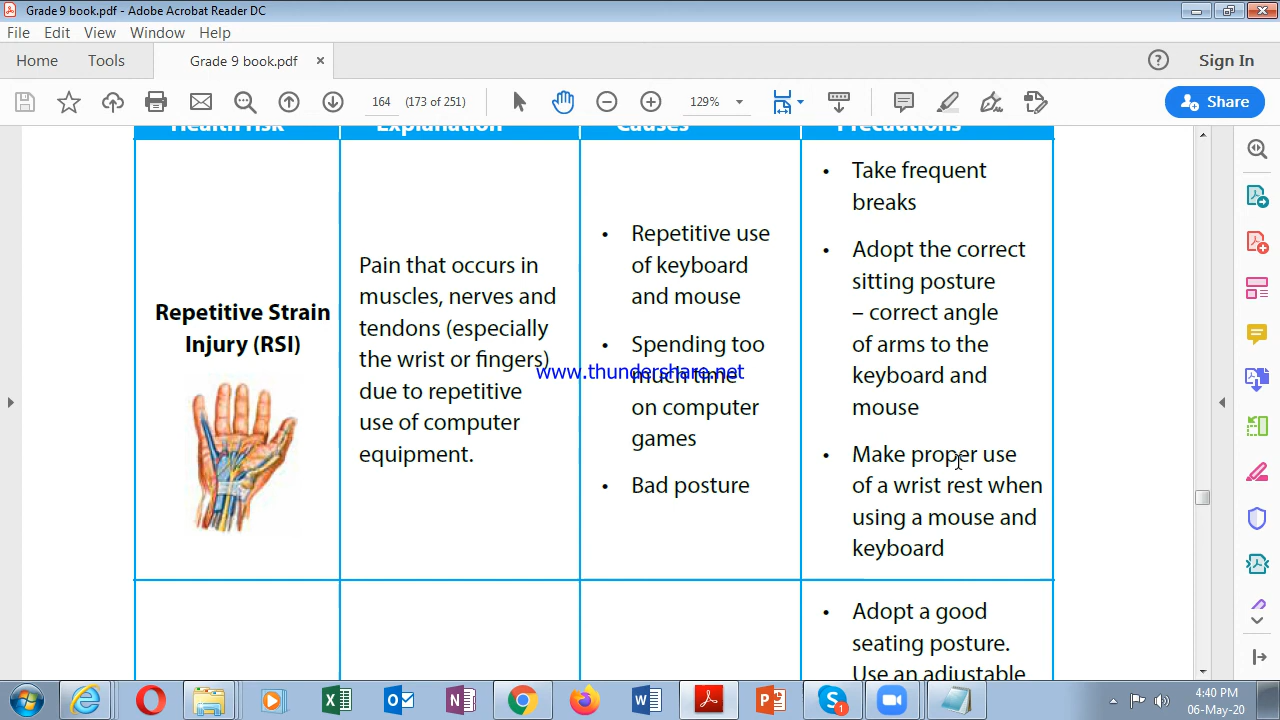 Grade 9 book.pdf - Adobe Acrobat Reader DC
File Edit View Window Help
Home Tools Grade 9 book.pdf × Sign In
164 (173 of 251) 129% Share
Health risk Explanation Causes Precautions
Repetitive Strain
Injury (RSI)
Pain that occurs in
muscles, nerves and
tendons (especially
the wrist or fingers)
due to repetitive
use of computer
equipment.
• Repetitive use
of keyboard
and mouse
• Spending too
much time
on computer
games
• Bad posture
www.thundershare.net
• Take frequent
breaks
• Adopt the correct
sitting posture
– correct angle
of arms to the
keyboard and
mouse
• Make proper use
of a wrist rest when
using a mouse and
keyboard
• Adopt a good
seating posture.
Use an adjustable
4:40 PM
06-May-20